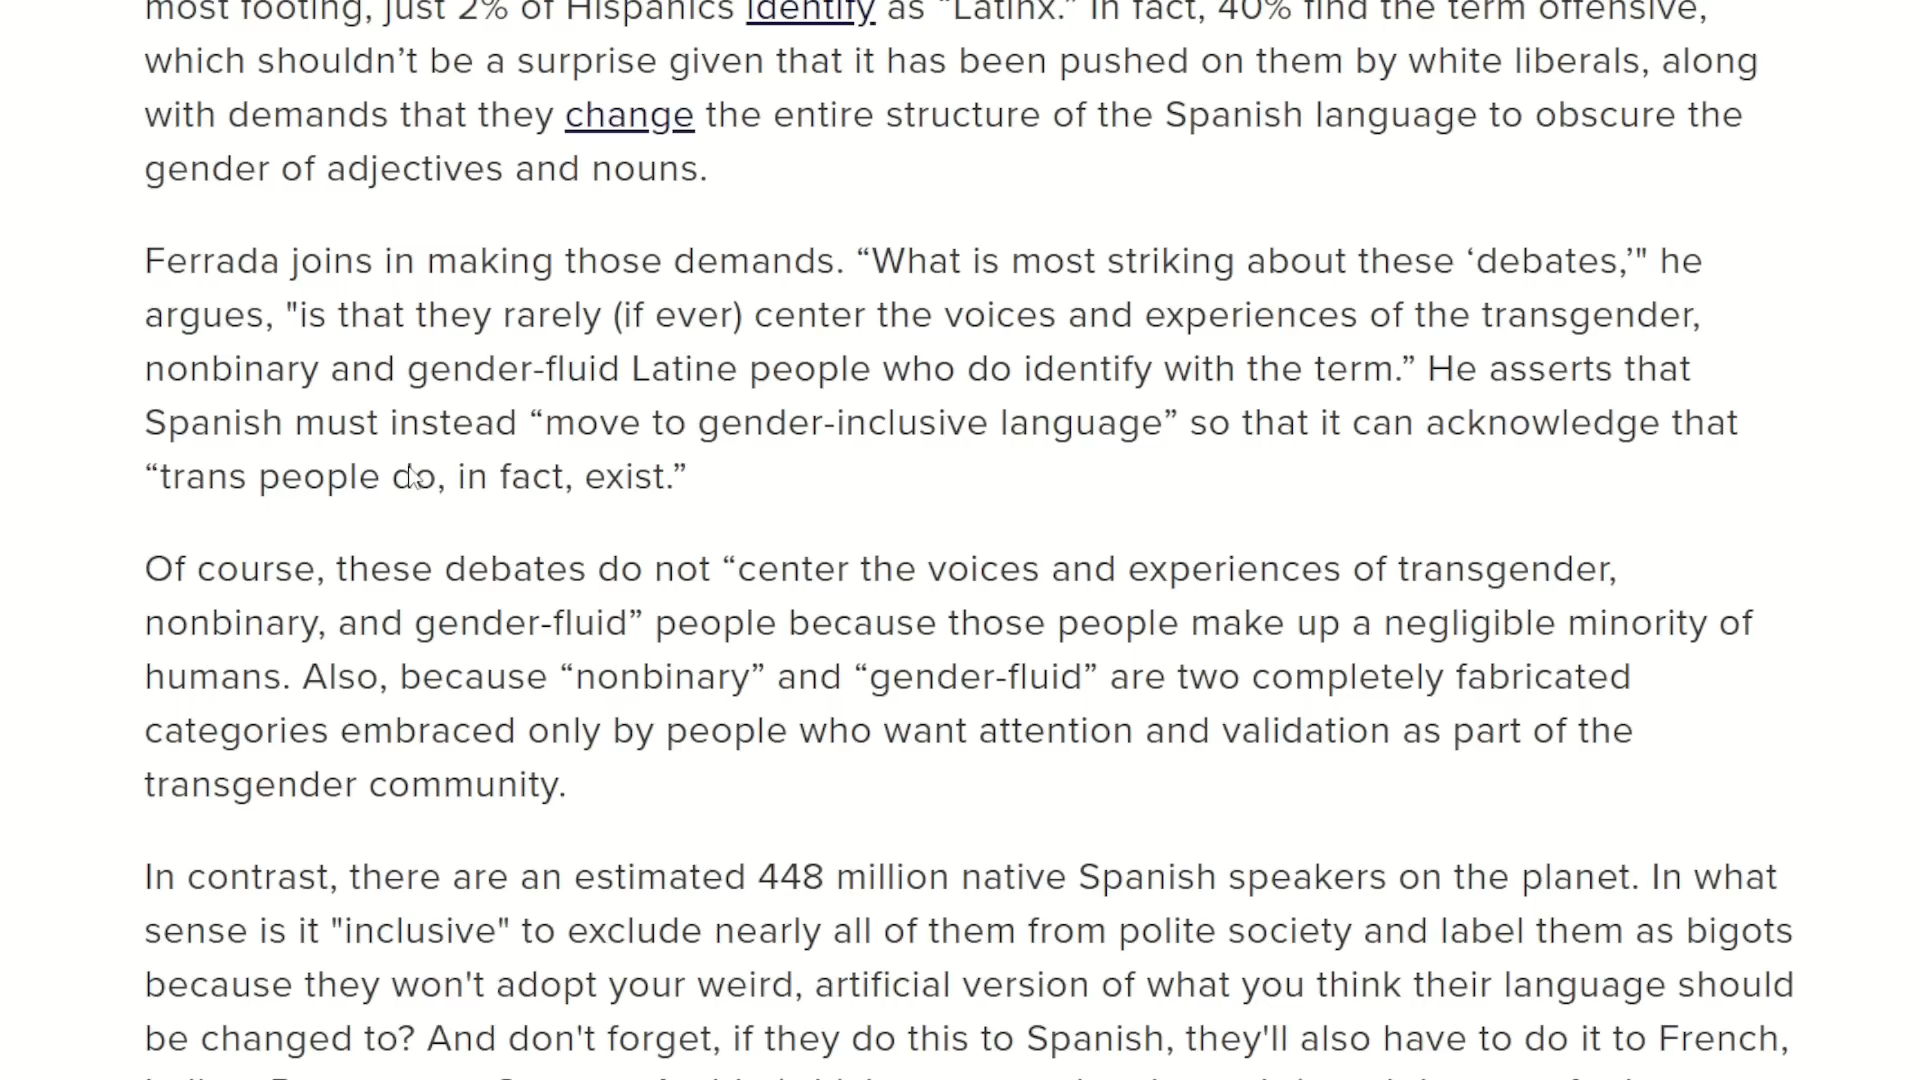 most footing, just 2% of Hispanics identify as “Latinx.” In fact, 40% find the term offensive,
which shouldn’t be a surprise given that it has been pushed on them by white liberals, along
with demands that they change the entire structure of the Spanish language to obscure the
gender of adjectives and nouns.
Ferrada joins in making those demands. “What is most striking about these ‘debates,’" he
argues, "is that they rarely (if ever) center the voices and experiences of the transgender,
nonbinary and gender-fluid Latine people who do identify with the term.” He asserts that
Spanish must instead “move to gender-inclusive language” so that it can acknowledge that
“trans people do, in fact, exist.”
Of course, these debates do not “center the voices and experiences of transgender,
nonbinary, and gender-fluid” people because those people make up a negligible minority of
humans. Also, because “nonbinary” and “gender-fluid” are two completely fabricated
categories embraced only by people who want attention and validation as part of the
transgender community.
In contrast, there are an estimated 448 million native Spanish speakers on the planet. In what
sense is it "inclusive" to exclude nearly all of them from polite society and label them as bigots
because they won't adopt your weird, artificial version of what you think their language should
be changed to? And don't forget, if they do this to Spanish, they'll also have to do it to French,